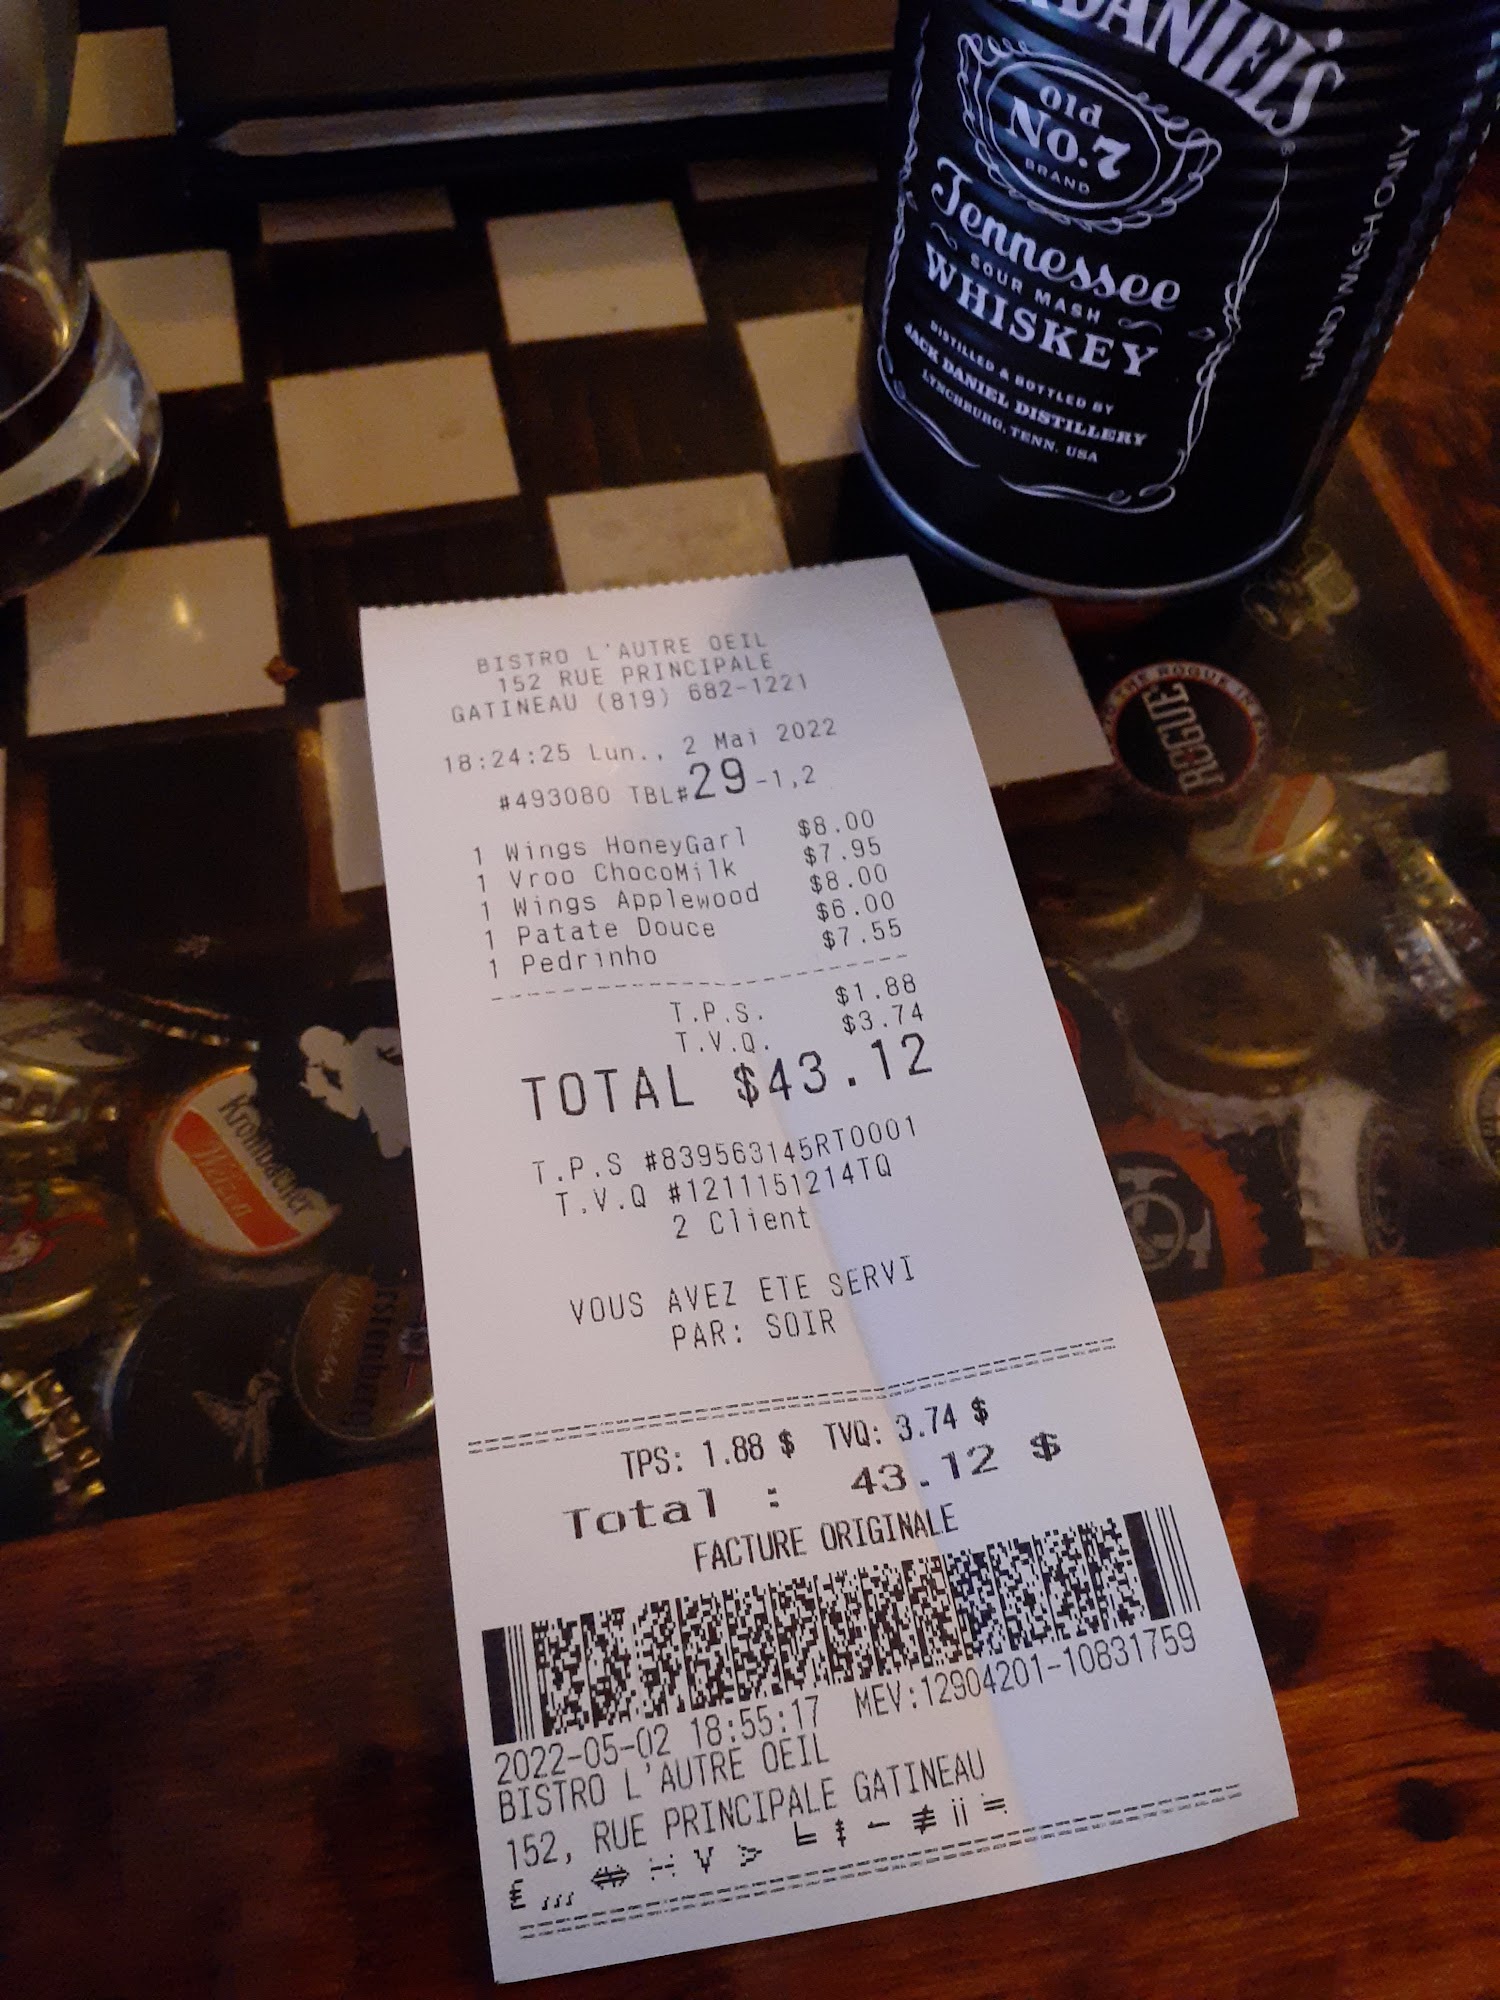 DANIEL'S
Old
NO.7
BRAND
Tennessee
SOUR MASH
WHISKEY
DISTILLED & BOTTLED BY
JACK DANIEL DISTILLERY
LYNCHBURG, TENN. USA
HAND WASH ONLY
BISTRO L'AUTRE OEIL
152 RUE PRINCIPALE
GATINEAU (819) 682-1221
18:24:25 Lun., 2 Mai 2022
#493080 TBL#29-1,2
1 Wings HoneyGarl $8.00
1 Vroo ChocoMilk $7.95
1 Wings Applewood $8.00
1 Patate Douce $6.00
1 Pedrinho $7.55
T.P.S. $1.88
T.V.Q. $3.74
TOTAL $43.12
T.P.S #839563145RT0001
T.V.Q #1211151214TQ
2 Client
VOUS AVEZ ETE SERVI
PAR: SOIR
TPS: 1.88 $ TVQ: 3.74 $
Total : 43.12 $
FACTURE ORIGINALE
2022-05-02 18:55:17 MEV:12904201-10831759
BISTRO L'AUTRE OEIL
152, RUE PRINCIPALE GATINEAU
ROGUE
Krombacher